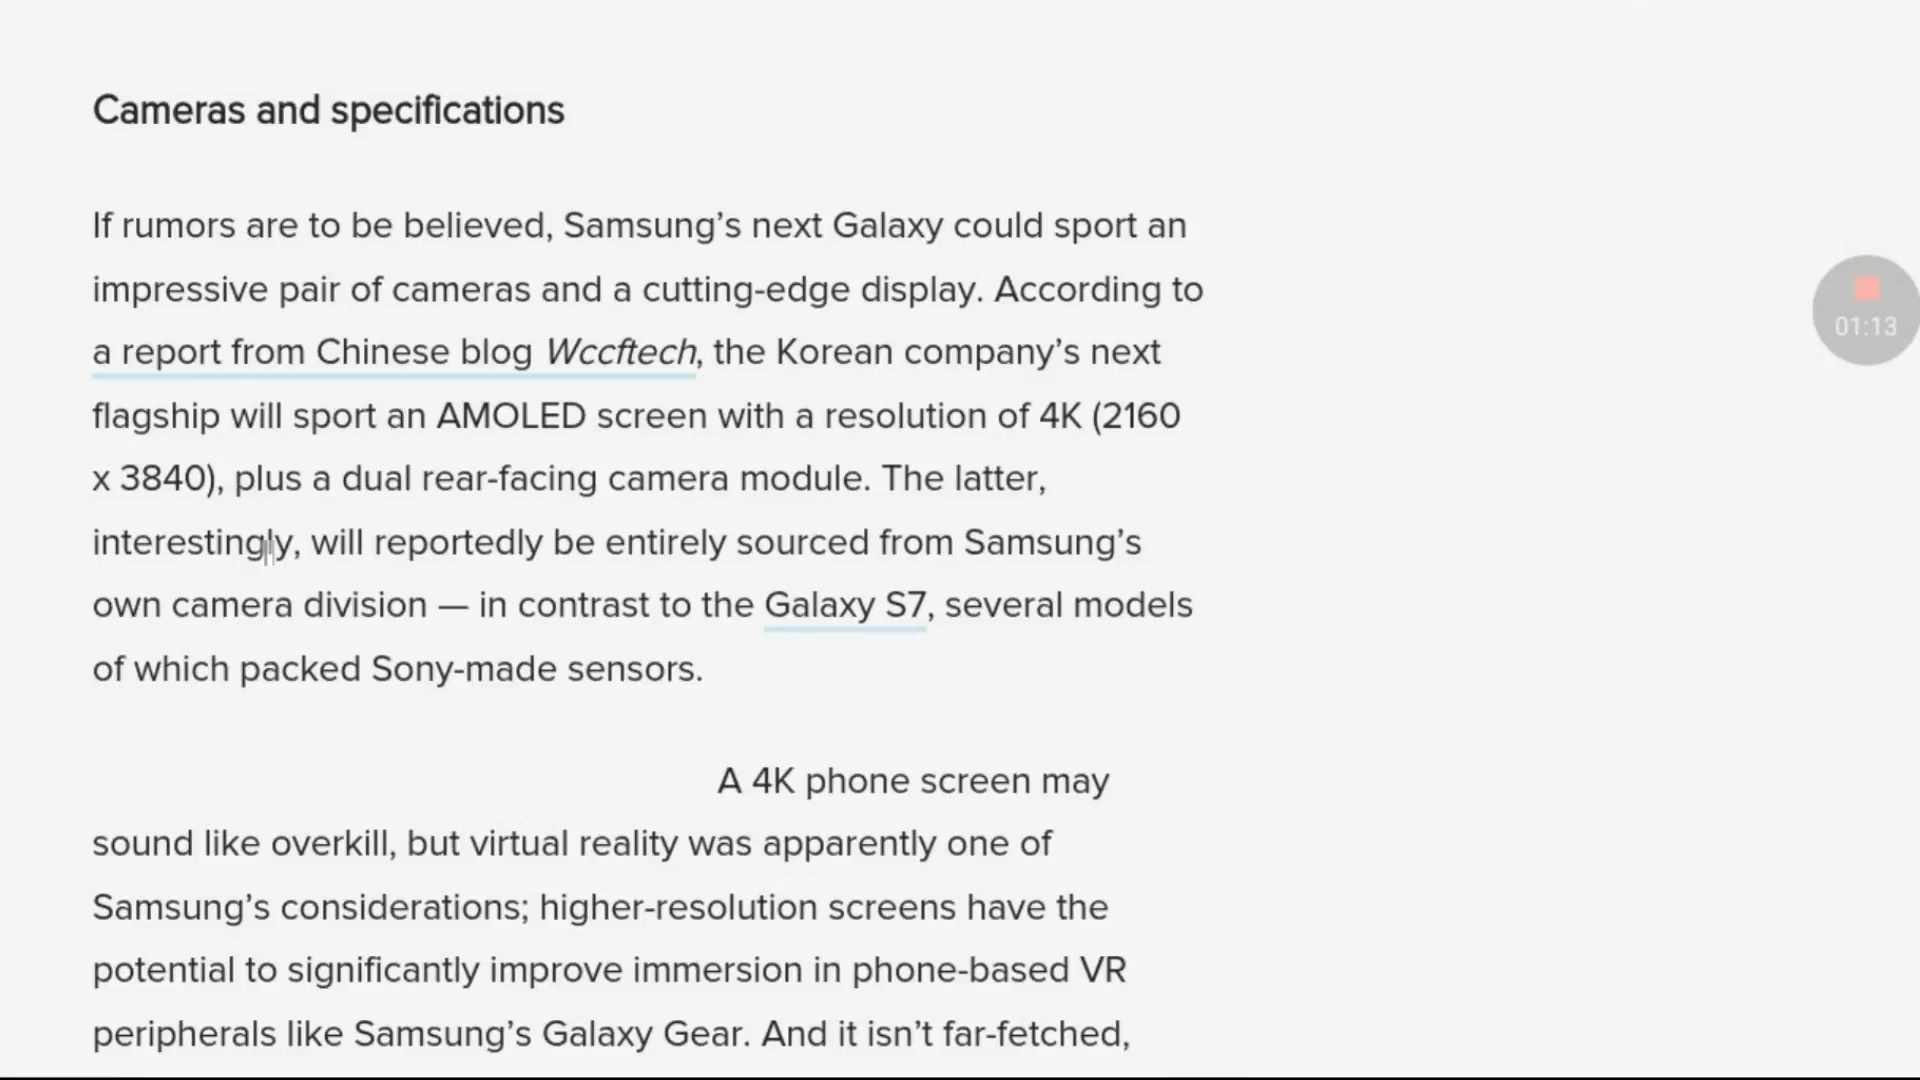 Cameras and specifications
If rumors are to be believed, Samsung’s next Galaxy could sport an
impressive pair of cameras and a cutting-edge display. According to
a report from Chinese blog Wccftech, the Korean company’s next
flagship will sport an AMOLED screen with a resolution of 4K (2160
x 3840), plus a dual rear-facing camera module. The latter,
interestingly, will reportedly be entirely sourced from Samsung’s
own camera division — in contrast to the Galaxy S7, several models
of which packed Sony-made sensors.
A 4K phone screen may
sound like overkill, but virtual reality was apparently one of
Samsung’s considerations; higher-resolution screens have the
potential to significantly improve immersion in phone-based VR
peripherals like Samsung’s Galaxy Gear. And it isn’t far-fetched,
01:13